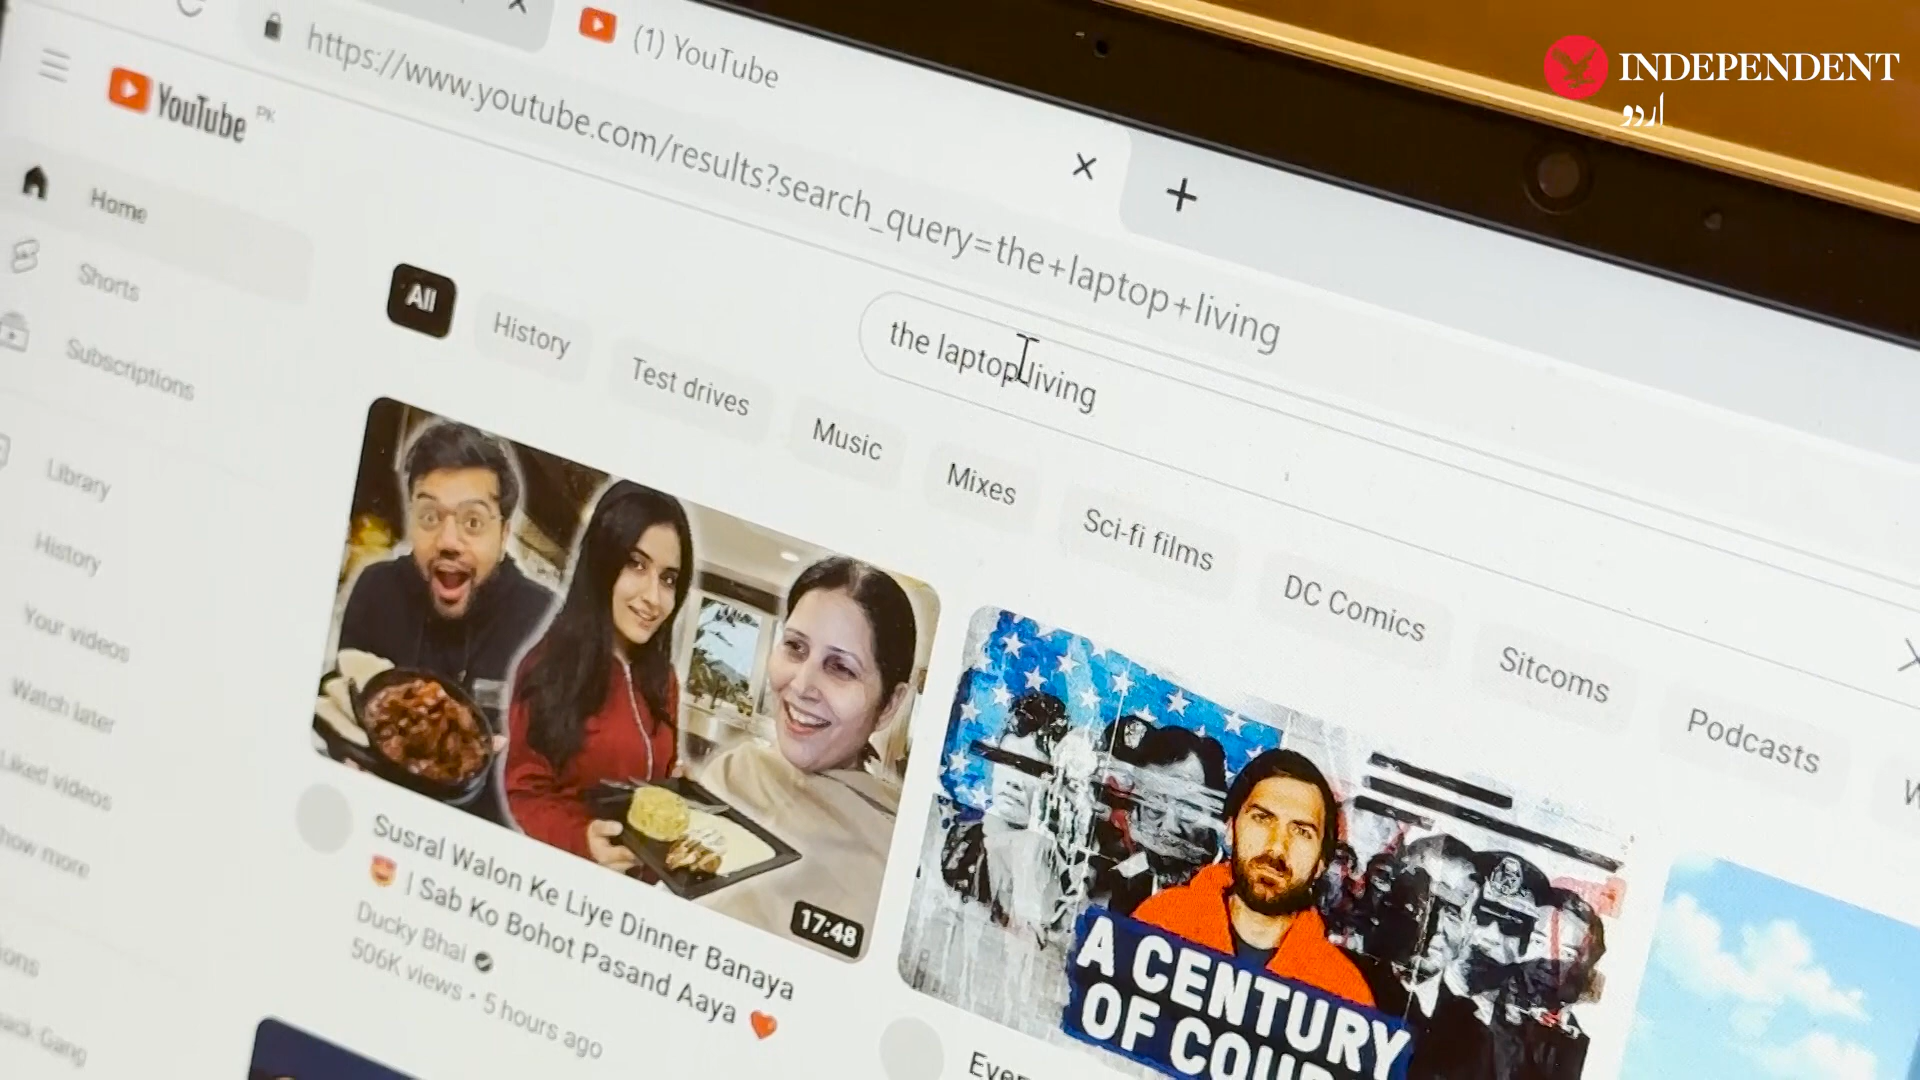 (1) YouTube
INDEPENDENT
اردو
https://www.youtube.com/results?search_query=the+laptop+living
YouTube PK
the laptop living
Home
Shorts
Subscriptions
Library
History
Your videos
Watch later
Liked videos
how more
All
History
Test drives
Music
Mixes
Sci-fi films
DC Comics
Sitcoms
Podcasts
17:48
Susral Walon Ke Liye Dinner Banaya
😍 | Sab Ko Bohot Pasand Aaya ❤️
Ducky Bhai
506K views • 5 hours ago
A CENTURY
OF COU
Ever